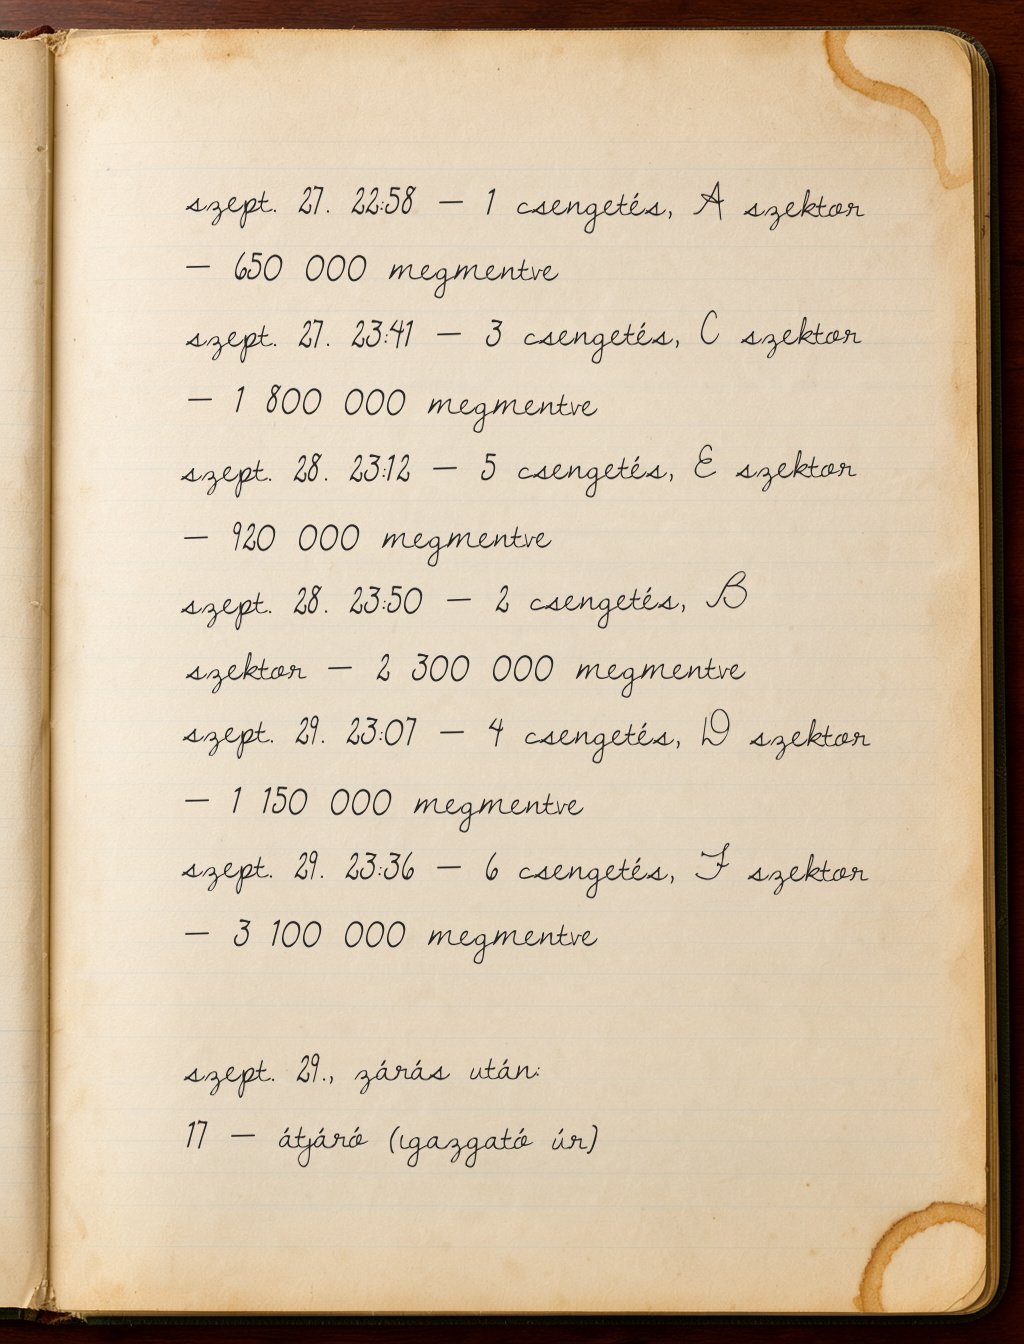 szept. 27. 22:58 — 1 csengetés, A szektor
— 650 000 megmentve
szept. 27. 23:41 — 3 csengetés, C szektor
— 1 800 000 megmentve
szept. 28. 23:12 — 5 csengetés, E szektor
— 920 000 megmentve
szept. 28. 23:50 — 2 csengetés, B
szektor — 2 300 000 megmentve
szept. 29. 23:07 — 4 csengetés, D szektor
— 1 150 000 megmentve
szept. 29. 23:36 — 6 csengetés, F szektor
— 3 100 000 megmentve
szept. 29., zárás után:
17 — átjáró (igazgató úr)